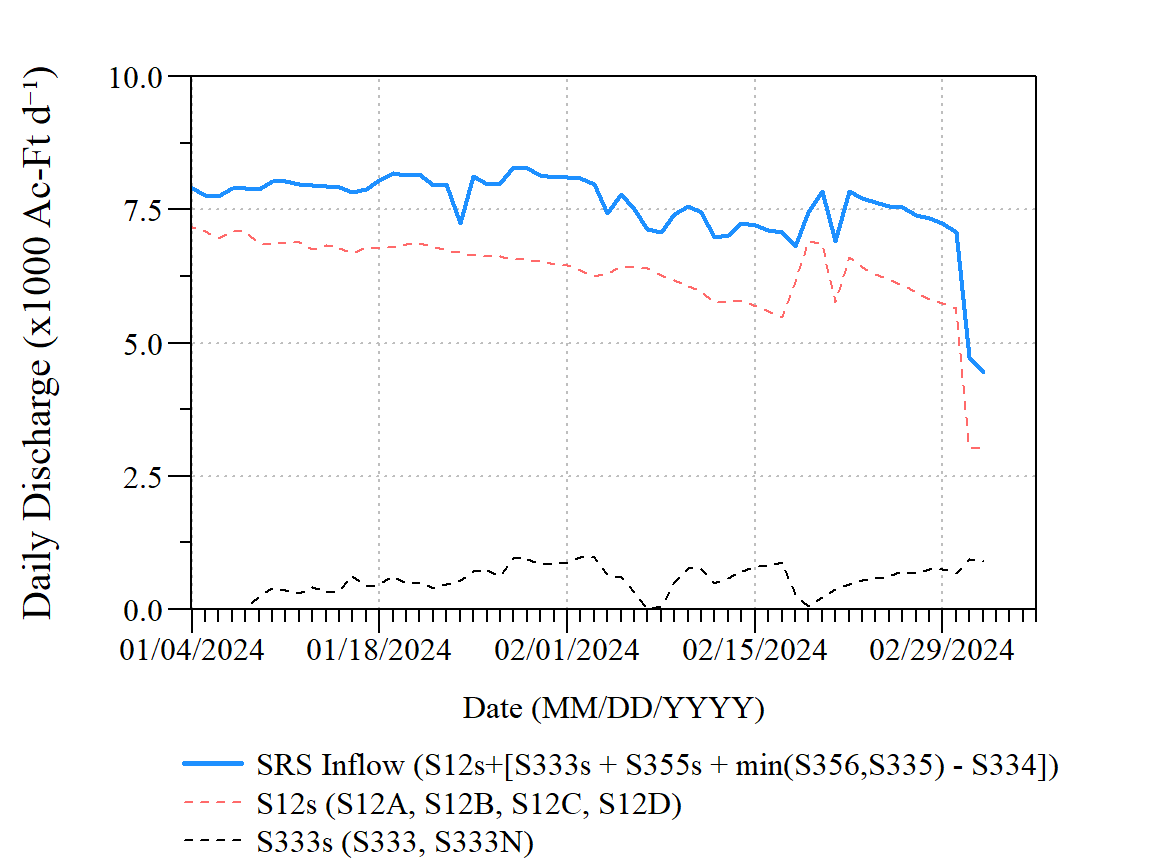 Daily Discharge (x1000 Ac-Ft d⁻¹)
10.0
7.5
5.0
2.5
0.0
01/04/2024 01/18/2024 02/01/2024 02/15/2024 02/29/2024
Date (MM/DD/YYYY)
SRS Inflow (S12s+[S333s + S355s + min(S356,S335) - S334])
S12s (S12A, S12B, S12C, S12D)
S333s (S333, S333N)